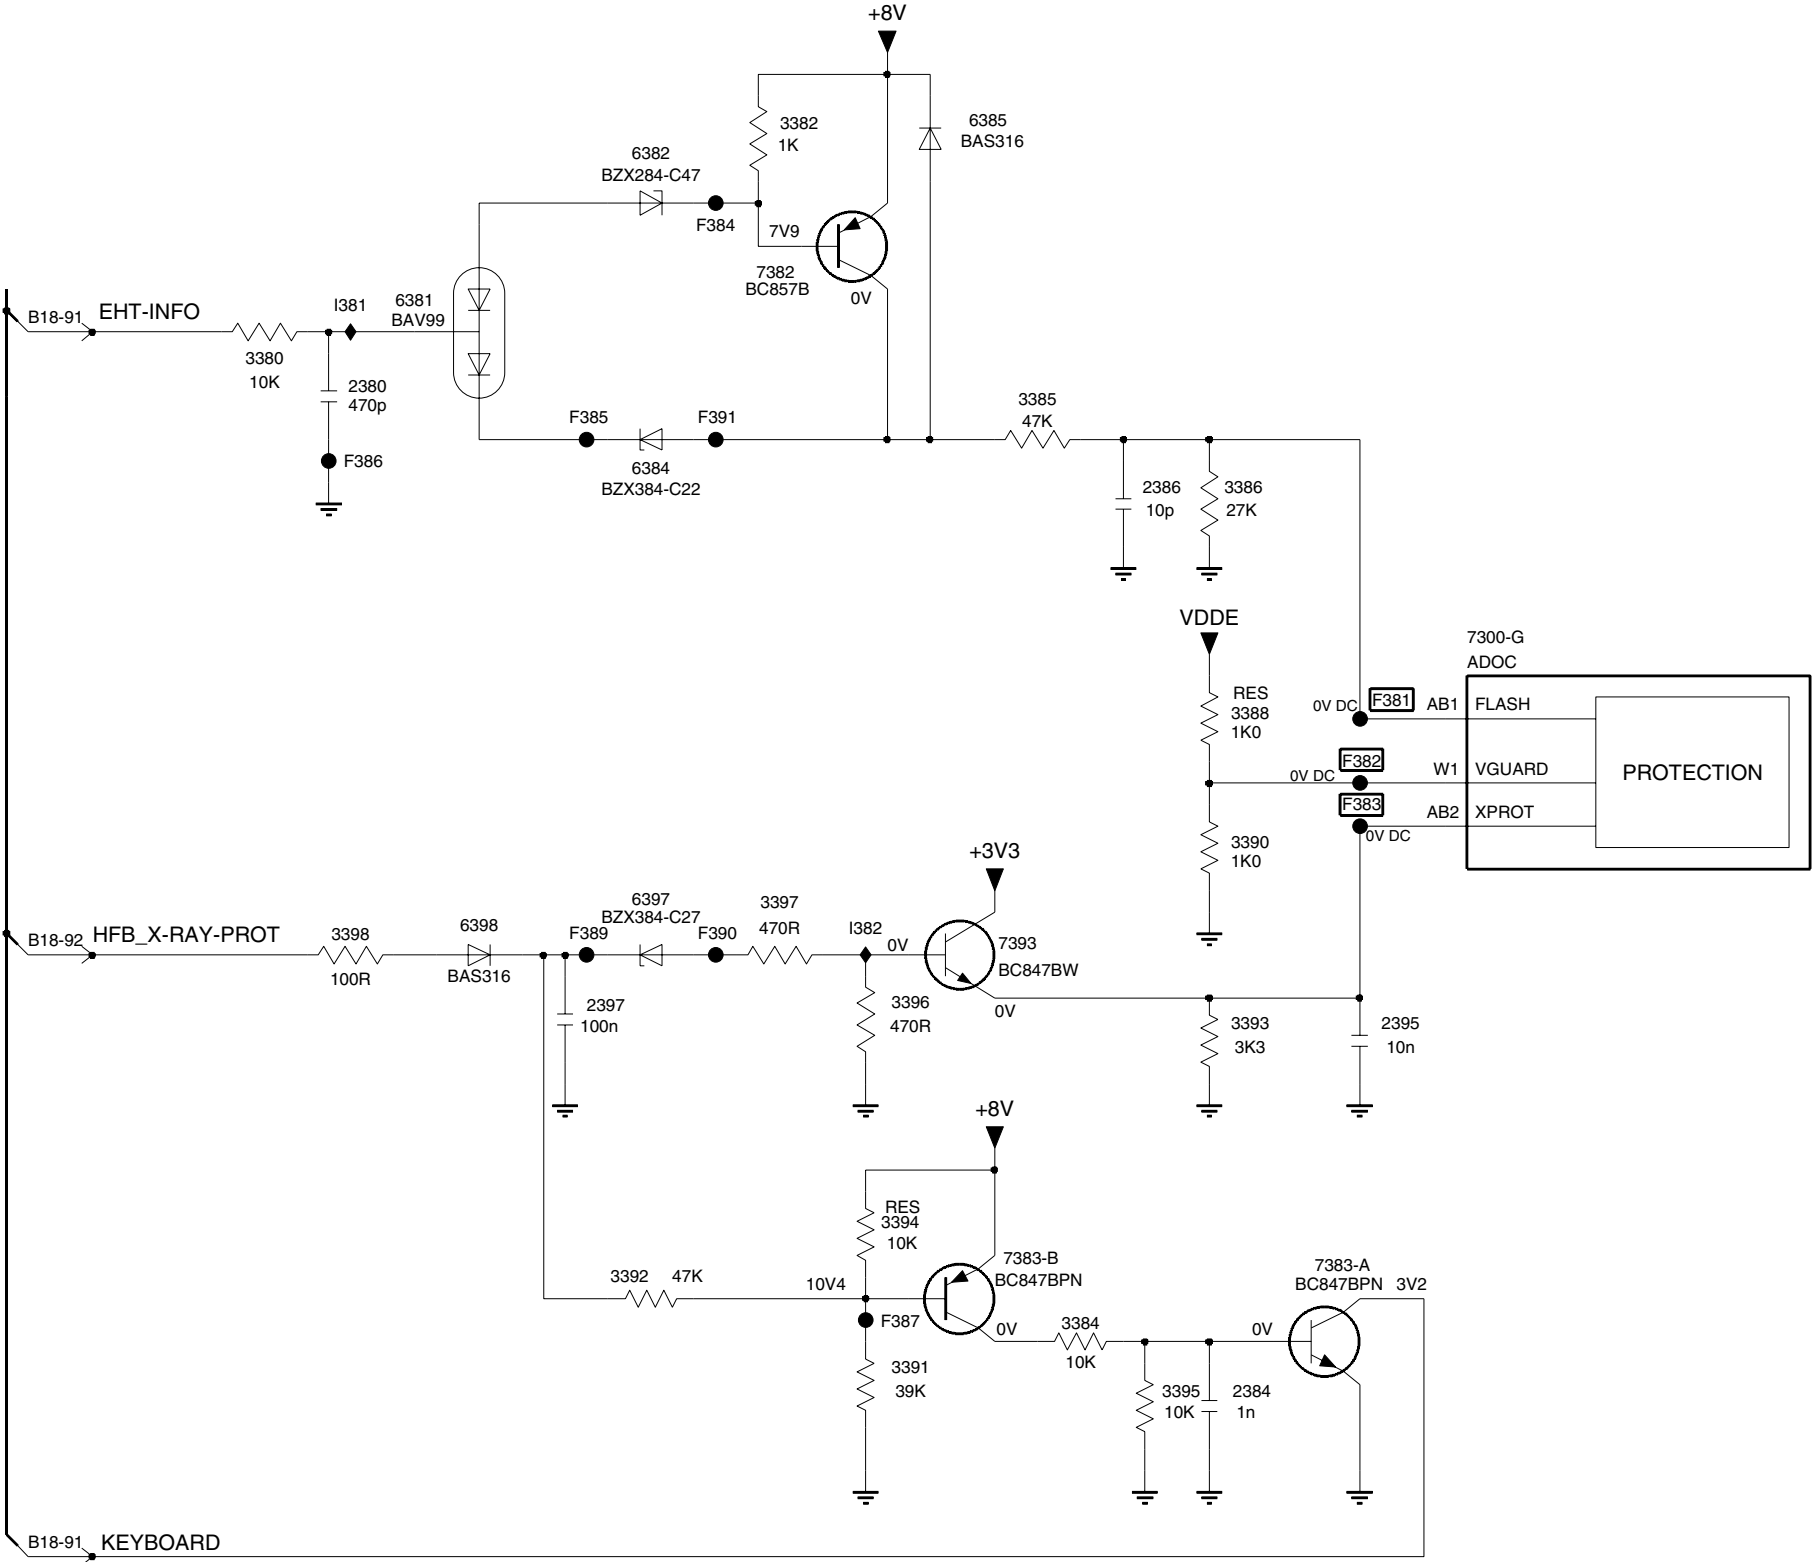 +8V
3382
1K
6385
BAS316
6382
BZX284-C47
F384
7V9
7382
BC857B
0V
B18-91
EHT-INFO
I381
6381
BAV99
3380
10K
2380
470p
F386
F385
F391
6384
BZX384-C22
3385
47K
2386
10p
3386
27K
VDDE
7300-G
ADOC
RES
3388
1K0
0V DC
F381
AB1
FLASH
F382
0V DC
W1
VGUARD
PROTECTION
F383
AB2
XPROT
0V DC
3390
1K0
+3V3
B18-92
HFB_X-RAY-PROT
3398
100R
6398
BAS316
F389
6397
BZX384-C27
F390
3397
470R
I382
0V
7393
BC847BW
0V
2397
100n
3396
470R
3393
3K3
2395
10n
+8V
RES
3394
10K
7383-B
BC847BPN
3392
47K
10V4
F387
0V
3384
10K
0V
7383-A
BC847BPN
3V2
3391
39K
3395
10K
2384
1n
B18-91
KEYBOARD